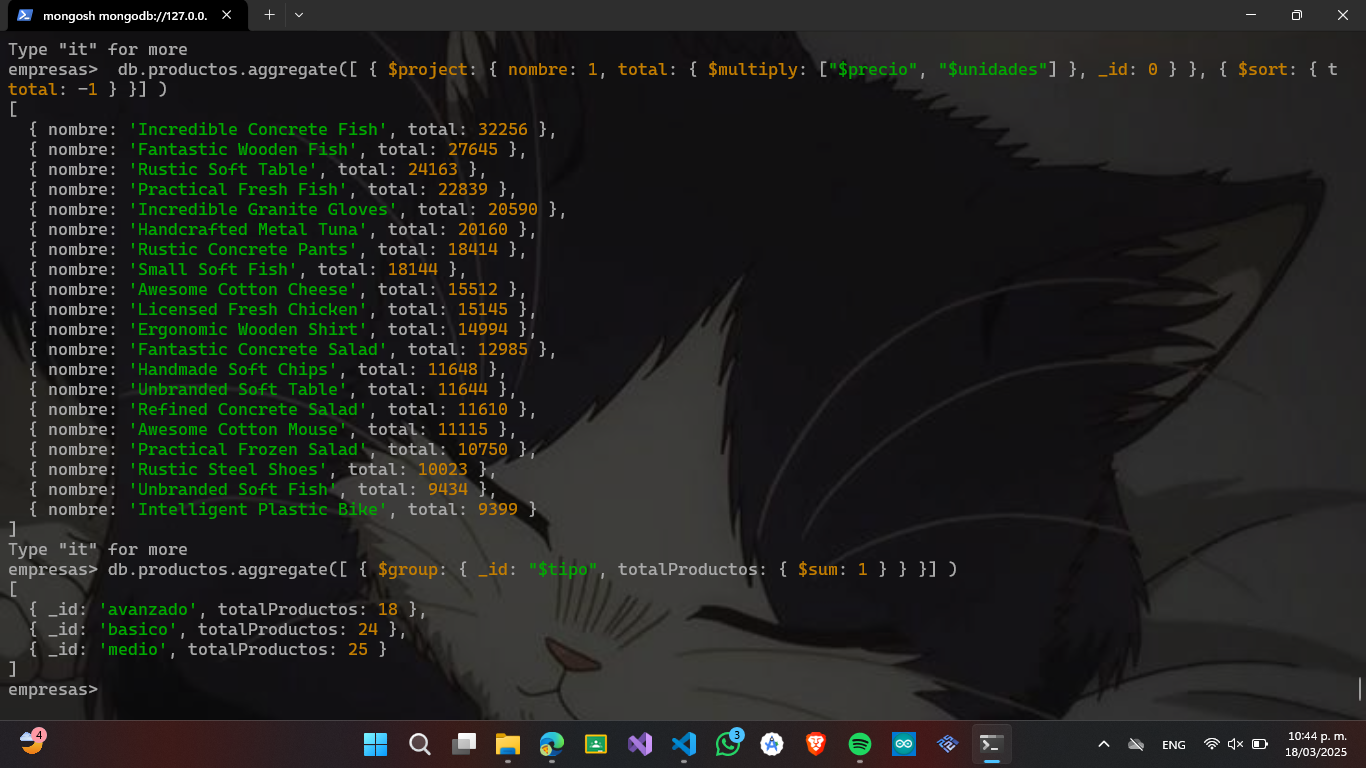 mongosh mongodb://127.0.0.
Type "it" for more
empresas>  db.productos.aggregate([ { $project: { nombre: 1, total: { $multiply: ["$precio", "$unidades"] }, _id: 0 } }, { $sort: { t
total: -1 } }] )
[
  { nombre: 'Incredible Concrete Fish', total: 32256 },
  { nombre: 'Fantastic Wooden Fish', total: 27645 },
  { nombre: 'Rustic Soft Table', total: 24163 },
  { nombre: 'Practical Fresh Fish', total: 22839 },
  { nombre: 'Incredible Granite Gloves', total: 20590 },
  { nombre: 'Handcrafted Metal Tuna', total: 20160 },
  { nombre: 'Rustic Concrete Pants', total: 18414 },
  { nombre: 'Small Soft Fish', total: 18144 },
  { nombre: 'Awesome Cotton Cheese', total: 15512 },
  { nombre: 'Licensed Fresh Chicken', total: 15145 },
  { nombre: 'Ergonomic Wooden Shirt', total: 14994 },
  { nombre: 'Fantastic Concrete Salad', total: 12985 },
  { nombre: 'Handmade Soft Chips', total: 11648 },
  { nombre: 'Unbranded Soft Table', total: 11644 },
  { nombre: 'Refined Concrete Salad', total: 11610 },
  { nombre: 'Awesome Cotton Mouse', total: 11115 },
  { nombre: 'Practical Frozen Salad', total: 10750 },
  { nombre: 'Rustic Steel Shoes', total: 10023 },
  { nombre: 'Unbranded Soft Fish', total: 9434 },
  { nombre: 'Intelligent Plastic Bike', total: 9399 }
]
Type "it" for more
empresas> db.productos.aggregate([ { $group: { _id: "$tipo", totalProductos: { $sum: 1 } } }] )
[
  { _id: 'avanzado', totalProductos: 18 },
  { _id: 'basico', totalProductos: 24 },
  { _id: 'medio', totalProductos: 25 }
]
empresas>
4
3
ENG
10:44 p. m.
18/03/2025